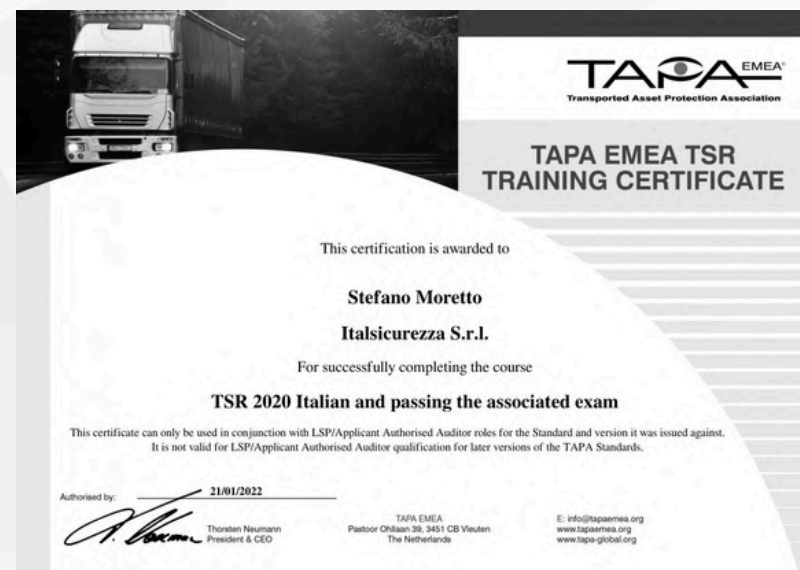 TAPA EMEA®
Transported Asset Protection Association
TAPA EMEA TSR
TRAINING CERTIFICATE
This certification is awarded to
Stefano Moretto
Italsicurezza S.r.l.
For successfully completing the course
TSR 2020 Italian and passing the associated exam
This certificate can only be used in conjunction with LSP/Applicant Authorised Auditor roles for the Standard and version it was issued against.
It is not valid for LSP/Applicant Authorised Auditor qualification for later versions of the TAPA Standards.
Authorised by:
21/01/2022
Thorsten Neumann
President & CEO
TAPA EMEA
Pastoor Ohllaan 39, 3451 CB Vleuten
The Netherlands
E: info@tapaemea.org
www.tapaemea.org
www.tapa-global.org